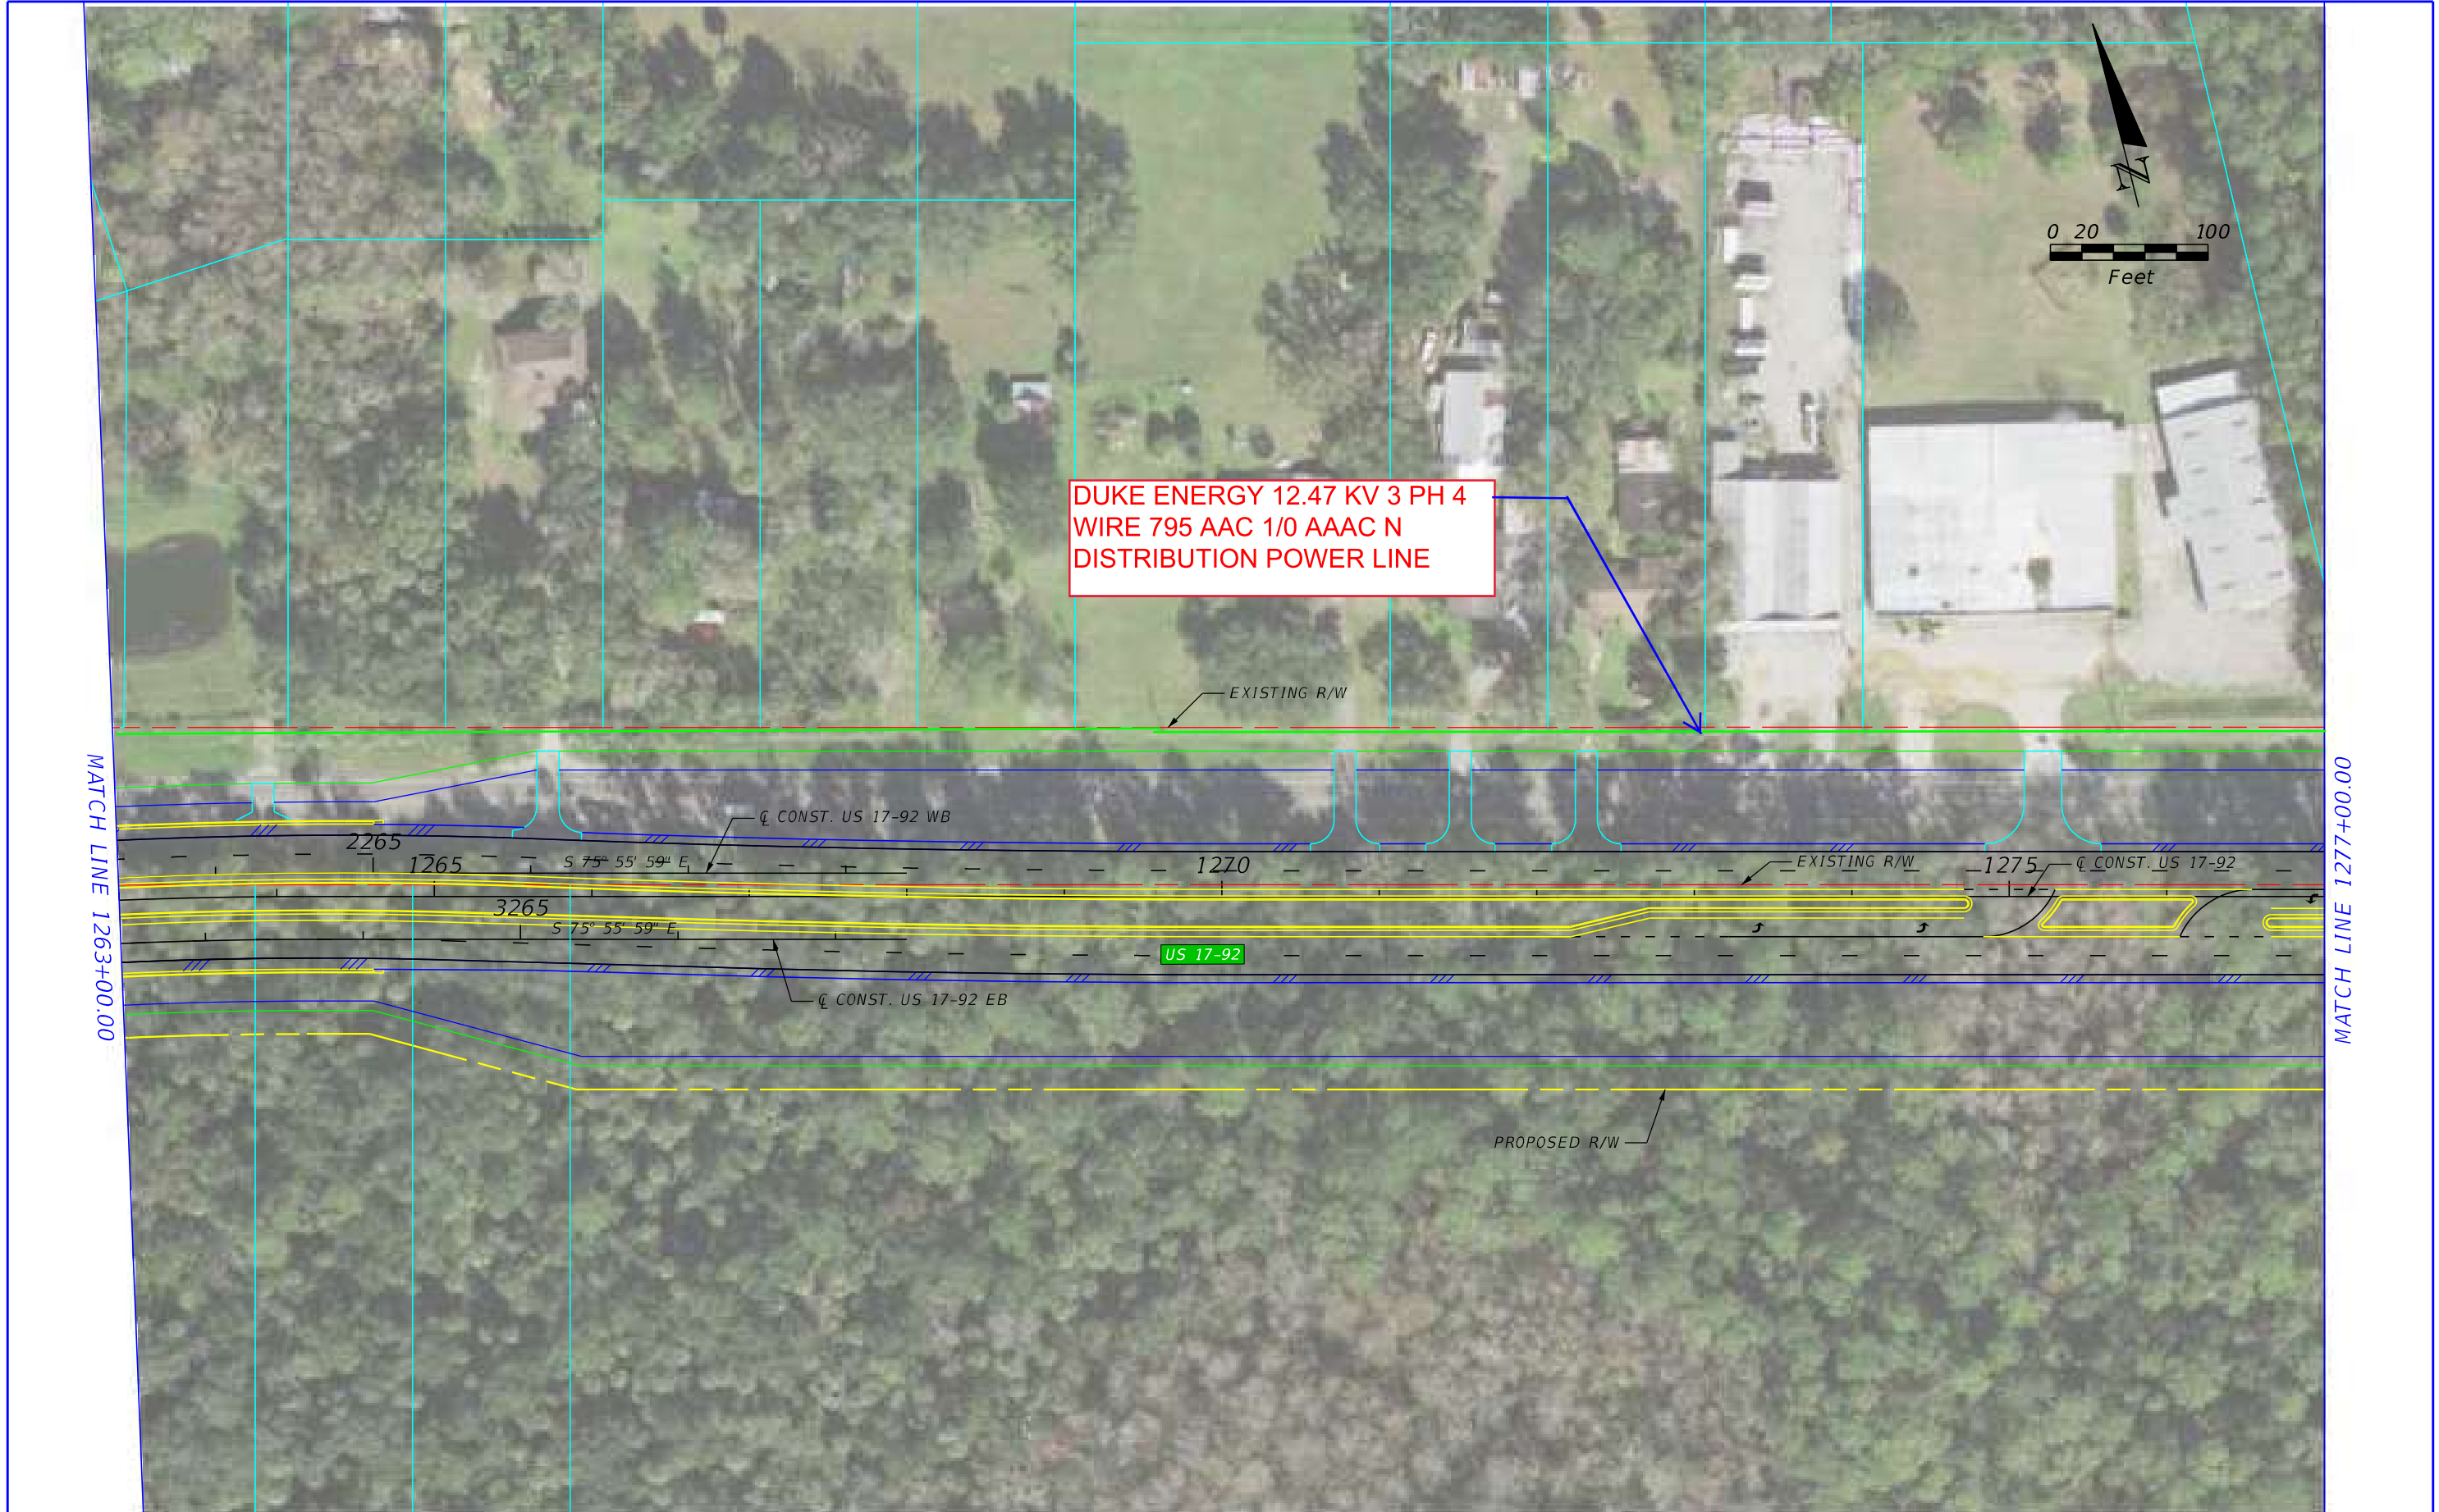 N
0 20 100
Feet
DUKE ENERGY 12.47 KV 3 PH 4
WIRE 795 AAC 1/0 AAAC N
DISTRIBUTION POWER LINE
EXISTING R/W
MATCH LINE 1263+00.00
MATCH LINE 1277+00.00
℄ CONST. US 17-92 WB
2265
1265
S 75° 55' 59" E
1270
EXISTING R/W
1275
℄ CONST. US 17-92
3265
S 75° 55' 59" E
US 17-92
℄ CONST. US 17-92 EB
PROPOSED R/W